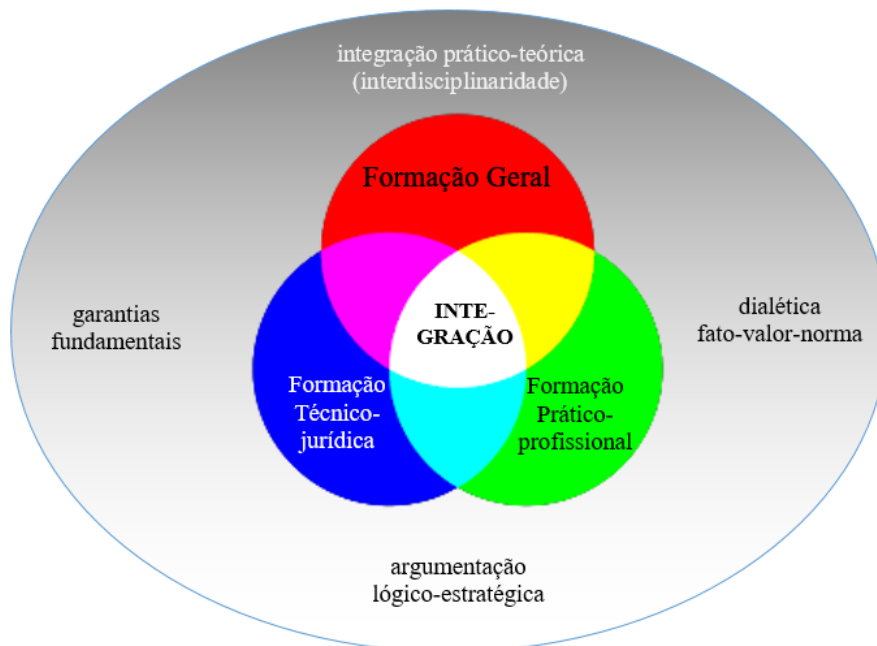 integração prático-teórica
(interdisciplinaridade)
Formação Geral
garantias
fundamentais
INTE-
GRAÇÃO
dialética
fato-valor-norma
Formação
Técnico-
jurídica
Formação
Prático-
profissional
argumentação
lógico-estratégica